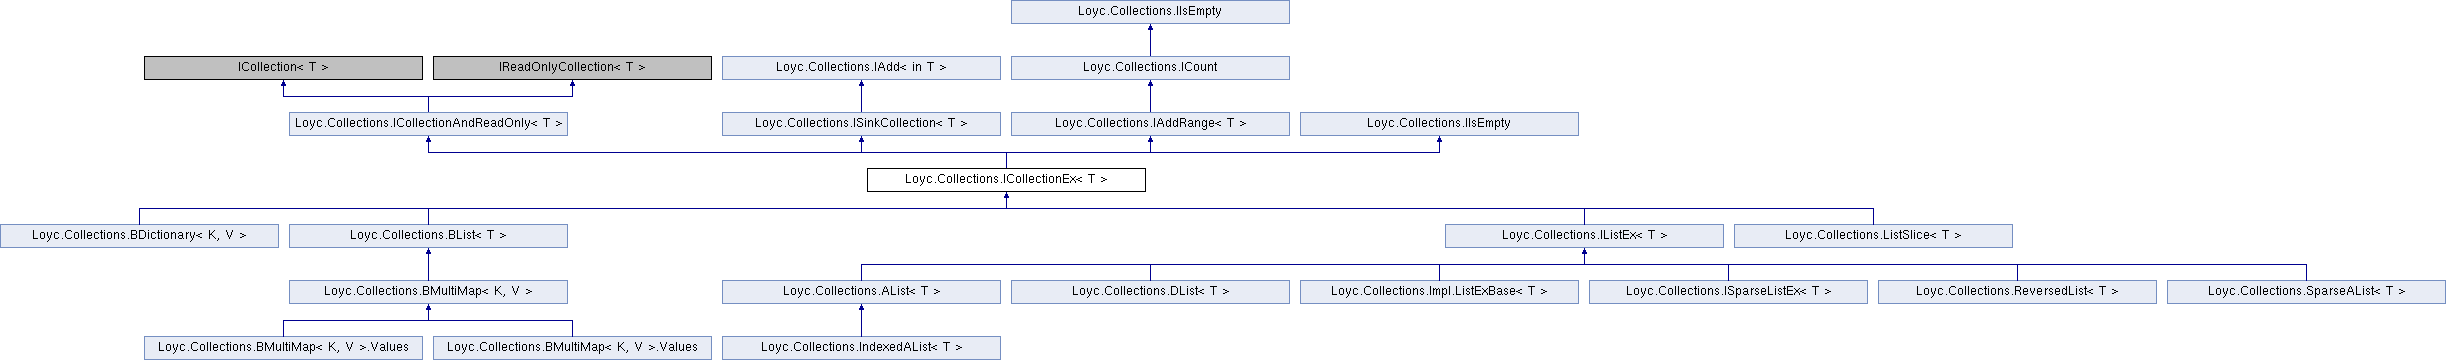 Loyc.Collections.IIsEmpty
ICollection< T >
IReadOnlyCollection< T >
Loyc.Collections.IAdd< in T >
Loyc.Collections.ICount
Loyc.Collections.ICollectionAndReadOnly< T >
Loyc.Collections.ISinkCollection< T >
Loyc.Collections.IAddRange< T >
Loyc.Collections.IIsEmpty
Loyc.Collections.ICollectionEx< T >
Loyc.Collections.BDictionary< K, V >
Loyc.Collections.BList< T >
Loyc.Collections.IListEx< T >
Loyc.Collections.ListSlice< T >
Loyc.Collections.BMultiMap< K, V >
Loyc.Collections.AList< T >
Loyc.Collections.DList< T >
Loyc.Collections.Impl.ListExBase< T >
Loyc.Collections.ISparseListEx< T >
Loyc.Collections.ReversedList< T >
Loyc.Collections.SparseAList< T >
Loyc.Collections.BMultiMap< K, V >.Values
Loyc.Collections.BMultiMap< K, V >.Values
Loyc.Collections.IndexedAList< T >